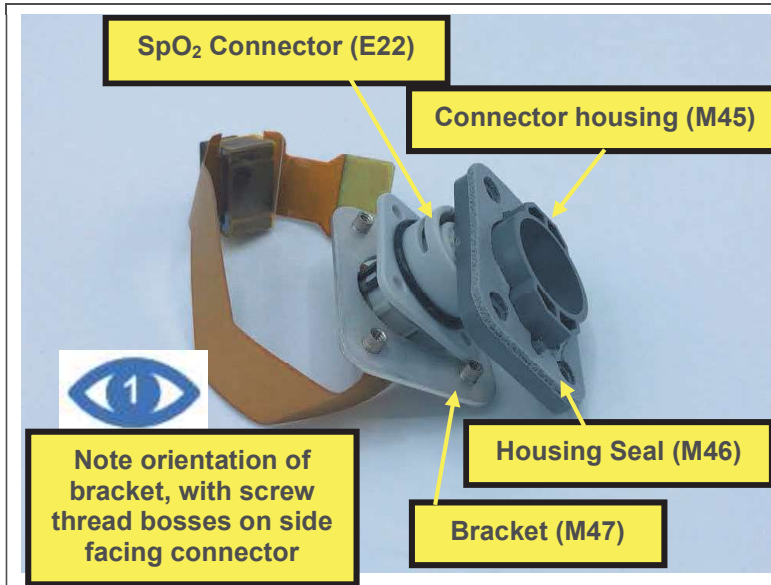 SpO₂ Connector (E22)
Connector housing (M45)
1
Note orientation of
bracket, with screw
thread bosses on side
facing connector
Housing Seal (M46)
Bracket (M47)